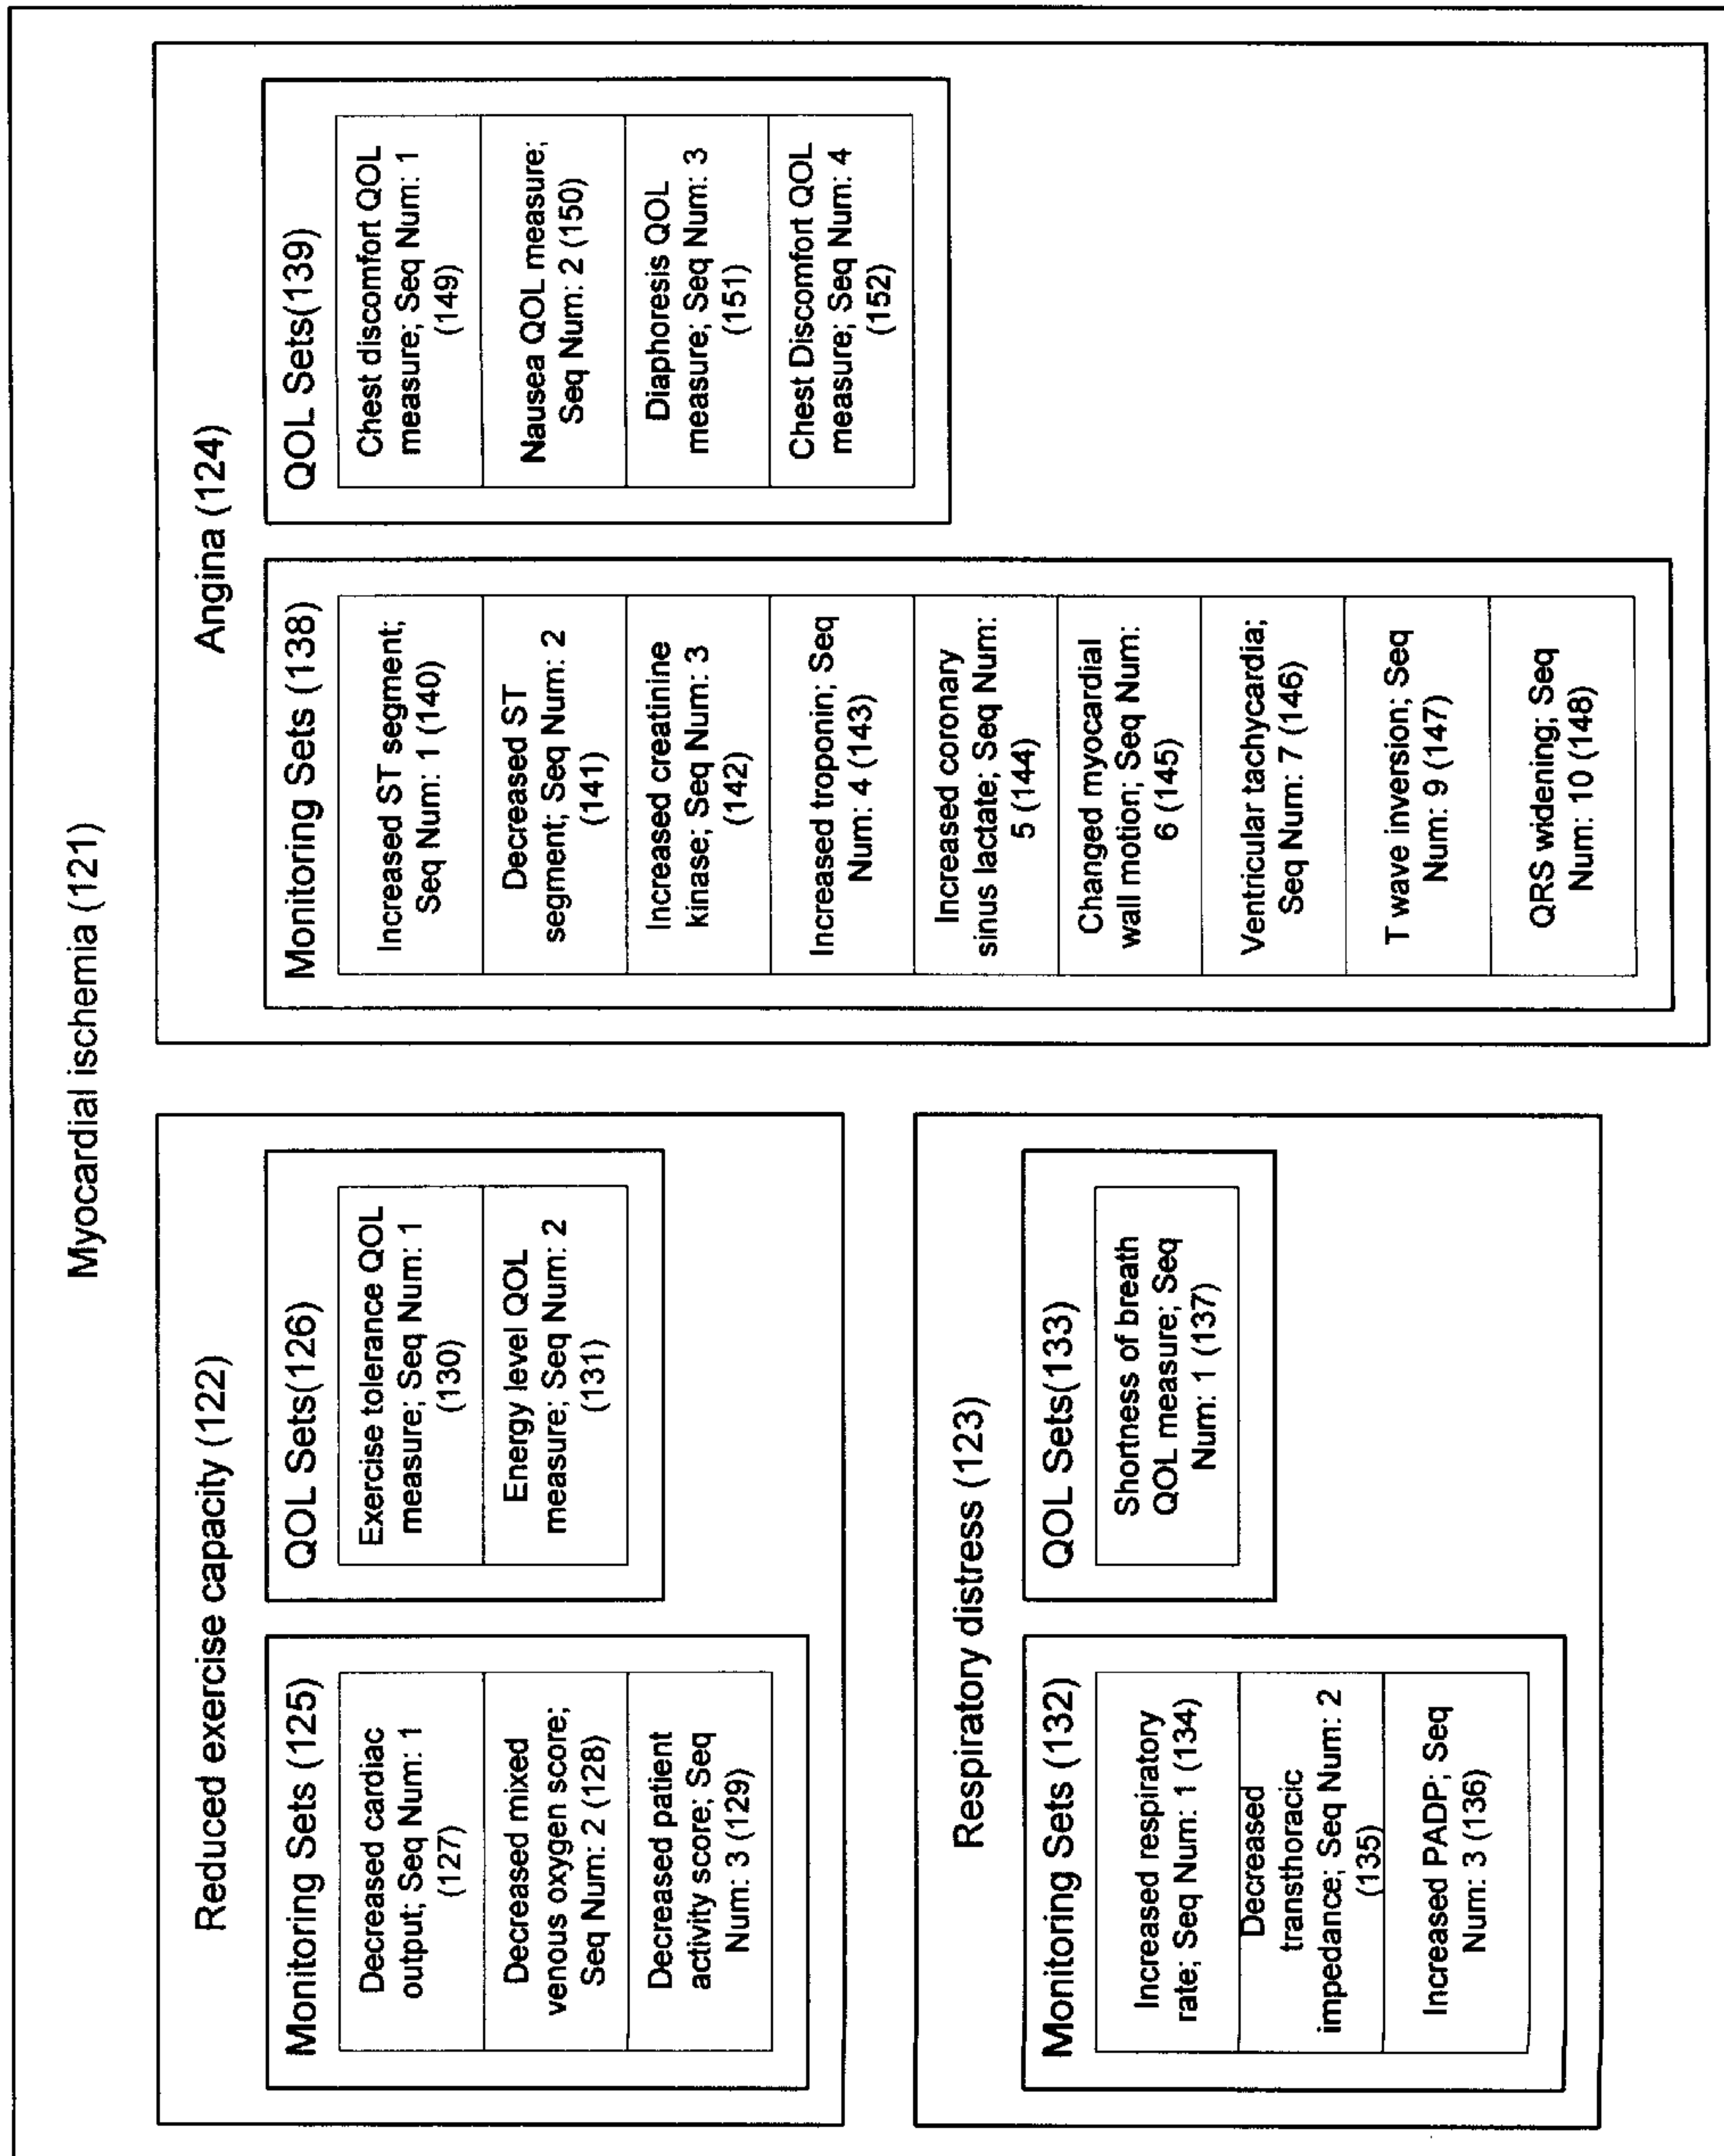 Myocardial ischemia (121)
Reduced exercise capacity (122)
Monitoring Sets (125)
Decreased cardiac
output; Seq Num: 1
(127)
Decreased mixed
venous oxygen score;
Seq Num: 2 (128)
Decreased patient
activity score; Seq
Num: 3 (129)
QOL Sets(126)
Exercise tolerance QOL
measure; Seq Num: 1
(130)
Energy level QOL
measure; Seq Num: 2
(131)
Respiratory distress (123)
Monitoring Sets (132)
Increased respiratory
rate; Seq Num: 1 (134)
Decreased
transthoracic
impedance; Seq Num: 2
(135)
Increased PADP; Seq
Num: 3 (136)
QOL Sets(133)
Shortness of breath
QOL measure; Seq
Num: 1 (137)
Angina (124)
Monitoring Sets (138)
Increased ST segment;
Seq Num: 1 (140)
Decreased ST
segment; Seq Num: 2
(141)
Increased creatinine
kinase; Seq Num: 3
(142)
Increased troponin; Seq
Num: 4 (143)
Increased coronary
sinus lactate; Seq Num:
5 (144)
Changed myocardial
wall motion; Seq Num:
6 (145)
Ventricular tachycardia;
Seq Num: 7 (146)
T wave inversion; Seq
Num: 9 (147)
QRS widening; Seq
Num: 10 (148)
QOL Sets(139)
Chest discomfort QOL
measure; Seq Num: 1
(149)
Nausea QOL measure;
Seq Num: 2 (150)
Diaphoresis QOL
measure; Seq Num: 3
(151)
Chest Discomfort QOL
measure; Seq Num: 4
(152)